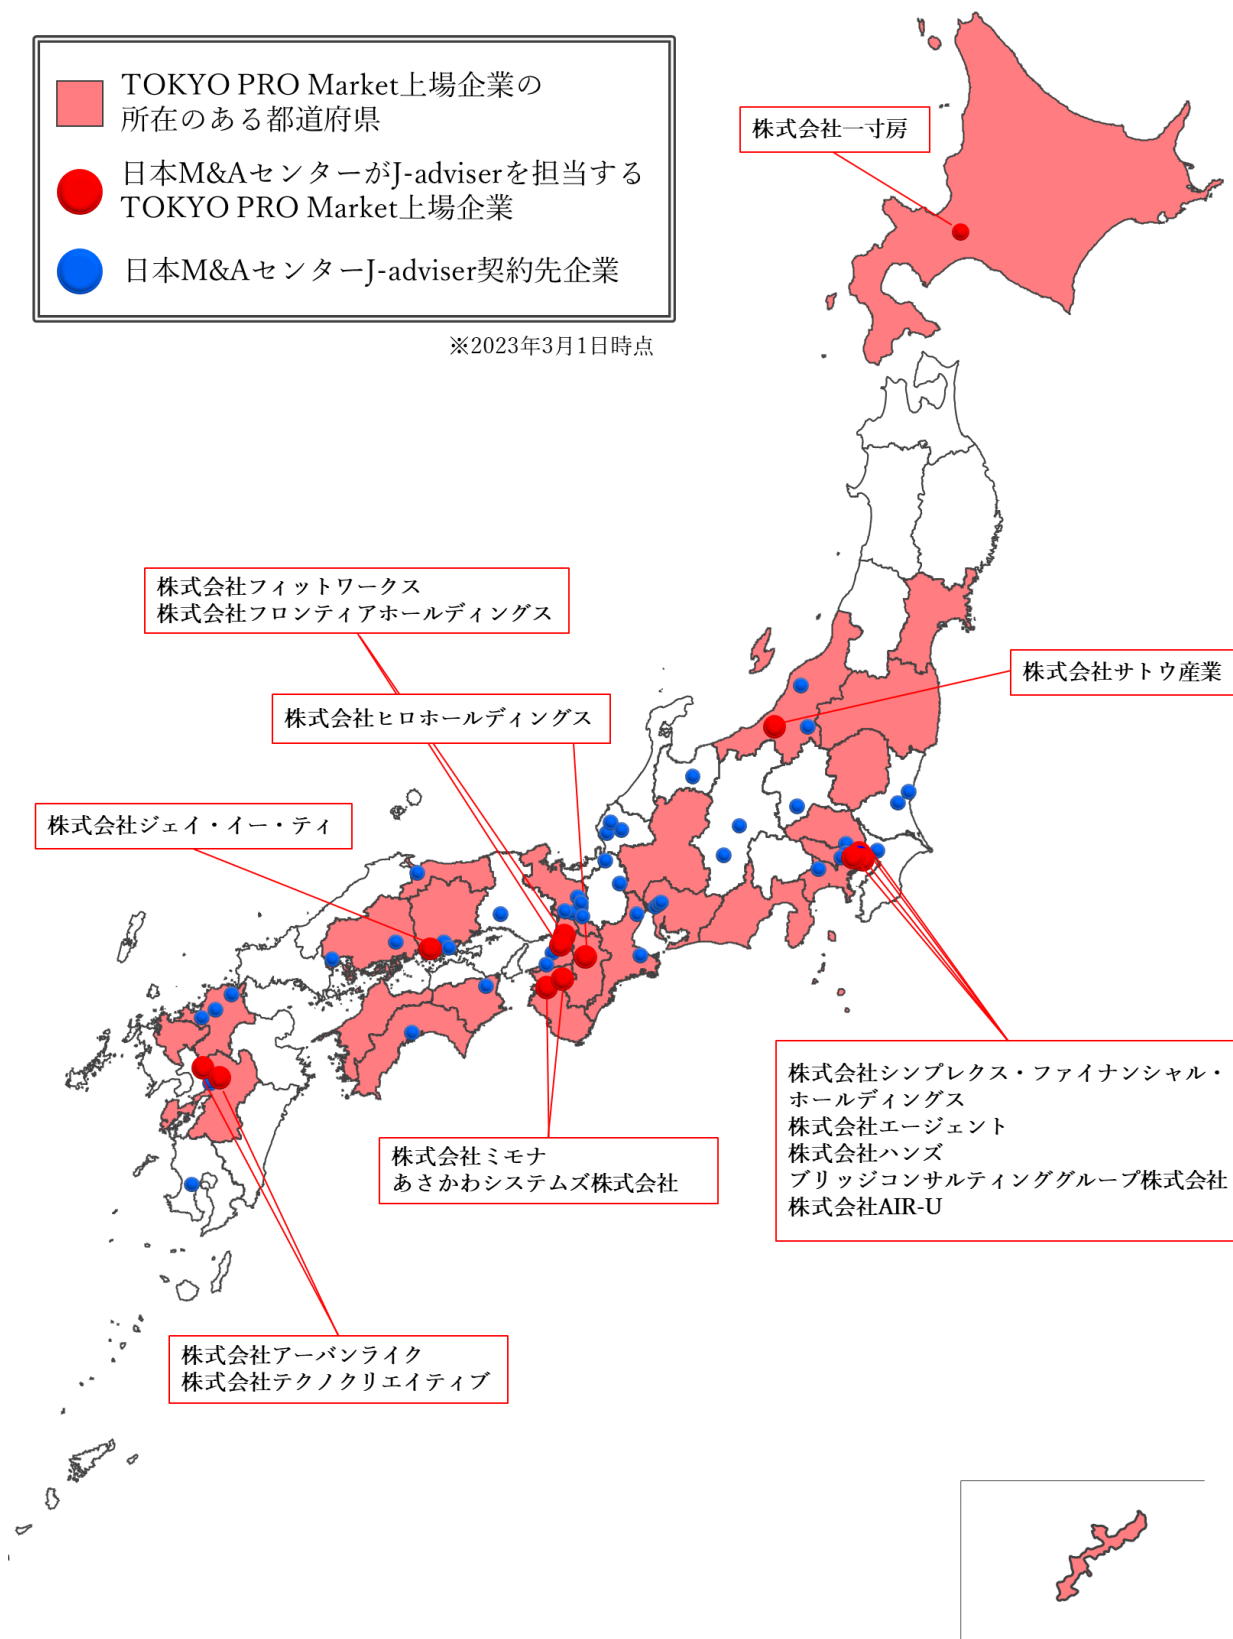 TOKYO PRO Market上場企業の
所在のある都道府県
日本M&AセンターがJ-adviserを担当する
TOKYO PRO Market上場企業
日本M&AセンターJ-adviser契約先企業
※2023年3月1日時点
株式会社一寸房
株式会社フィットワークス
株式会社フロンティアホールディングス
株式会社サトウ産業
株式会社ヒロホールディングス
株式会社ジェイ・イー・ティ
株式会社シンプレクス・ファイナンシャル・
ホールディングス
株式会社エージェント
株式会社ハンズ
ブリッジコンサルティンググループ株式会社
株式会社AIR-U
株式会社ミモナ
あさかわシステムズ株式会社
株式会社アーバンライク
株式会社テクノクリエイティブ